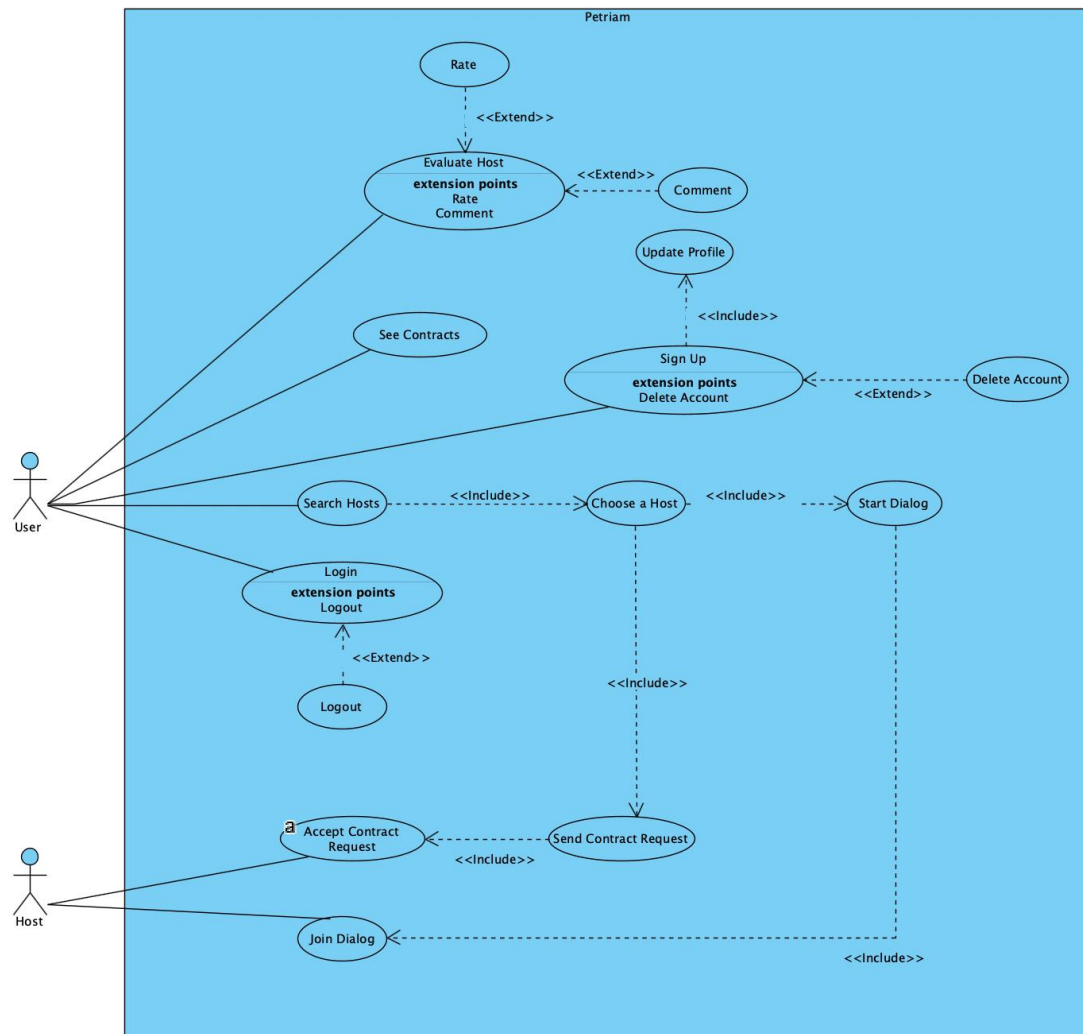 Petriam
Rate
<<Extend>>
Evaluate Host
extension points
Rate
Comment
<<Extend>>
Comment
Update Profile
<<Include>>
See Contracts
Sign Up
extension points
Delete Account
<<Extend>>
Delete Account
User
Search Hosts
<<Include>>
Choose a Host
<<Include>>
Start Dialog
Login
extension points
Logout
<<Extend>>
Logout
<<Include>>
a
Accept Contract
Request
<<Include>>
Send Contract Request
Host
Join Dialog
<<Include>>